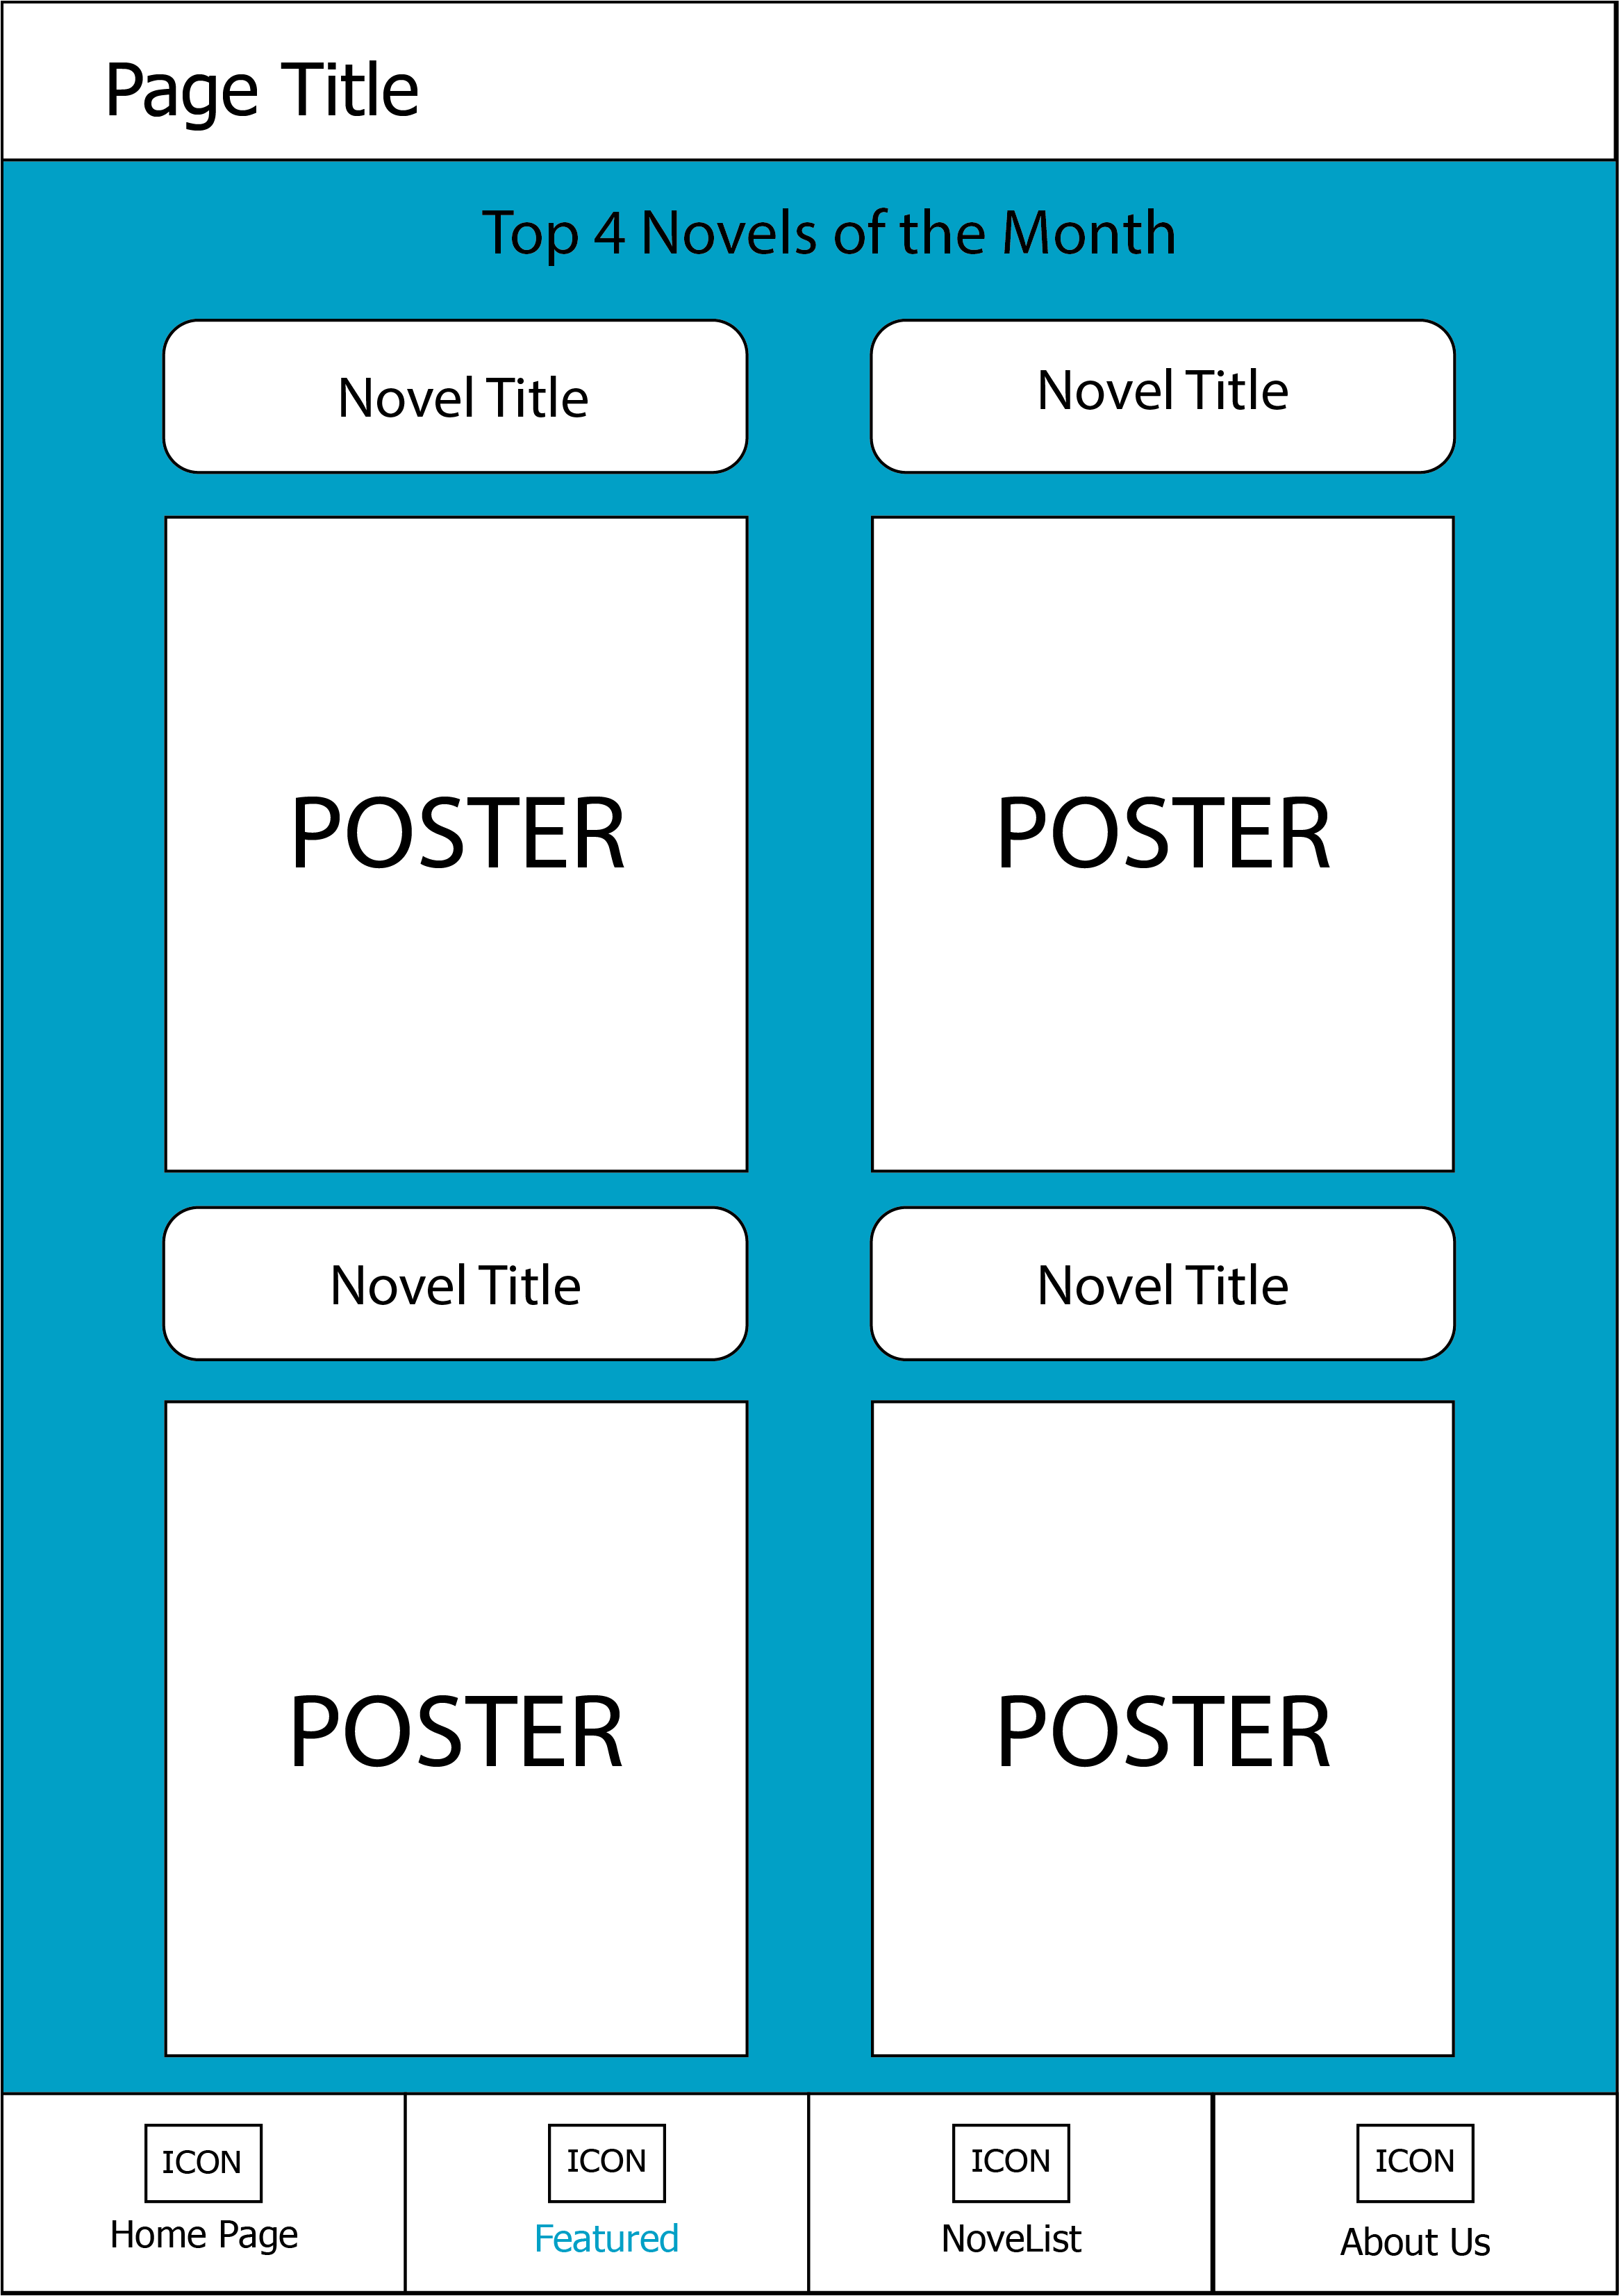 Page Title
Top 4 Novels of the Month
Novel Title
Novel Title
POSTER
POSTER
Novel Title
Novel Title
POSTER
POSTER
ICON
ICON
ICON
ICON
Home Page
Featured
NoveList
About Us